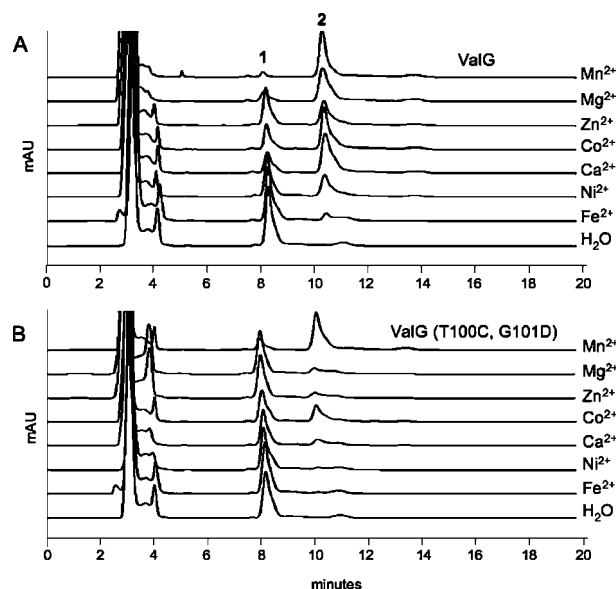 A
1
2
ValG
Mn²⁺
Mg²⁺
Zn²⁺
Co²⁺
Ca²⁺
Ni²⁺
Fe²⁺
H₂O
mAU
0 2 4 6 8 10 12 14 16 18 20
B
ValG (T100C, G101D)
Mn²⁺
Mg²⁺
Zn²⁺
Co²⁺
Ca²⁺
Ni²⁺
Fe²⁺
H₂O
mAU
0 2 4 6 8 10 12 14 16 18 20
minutes